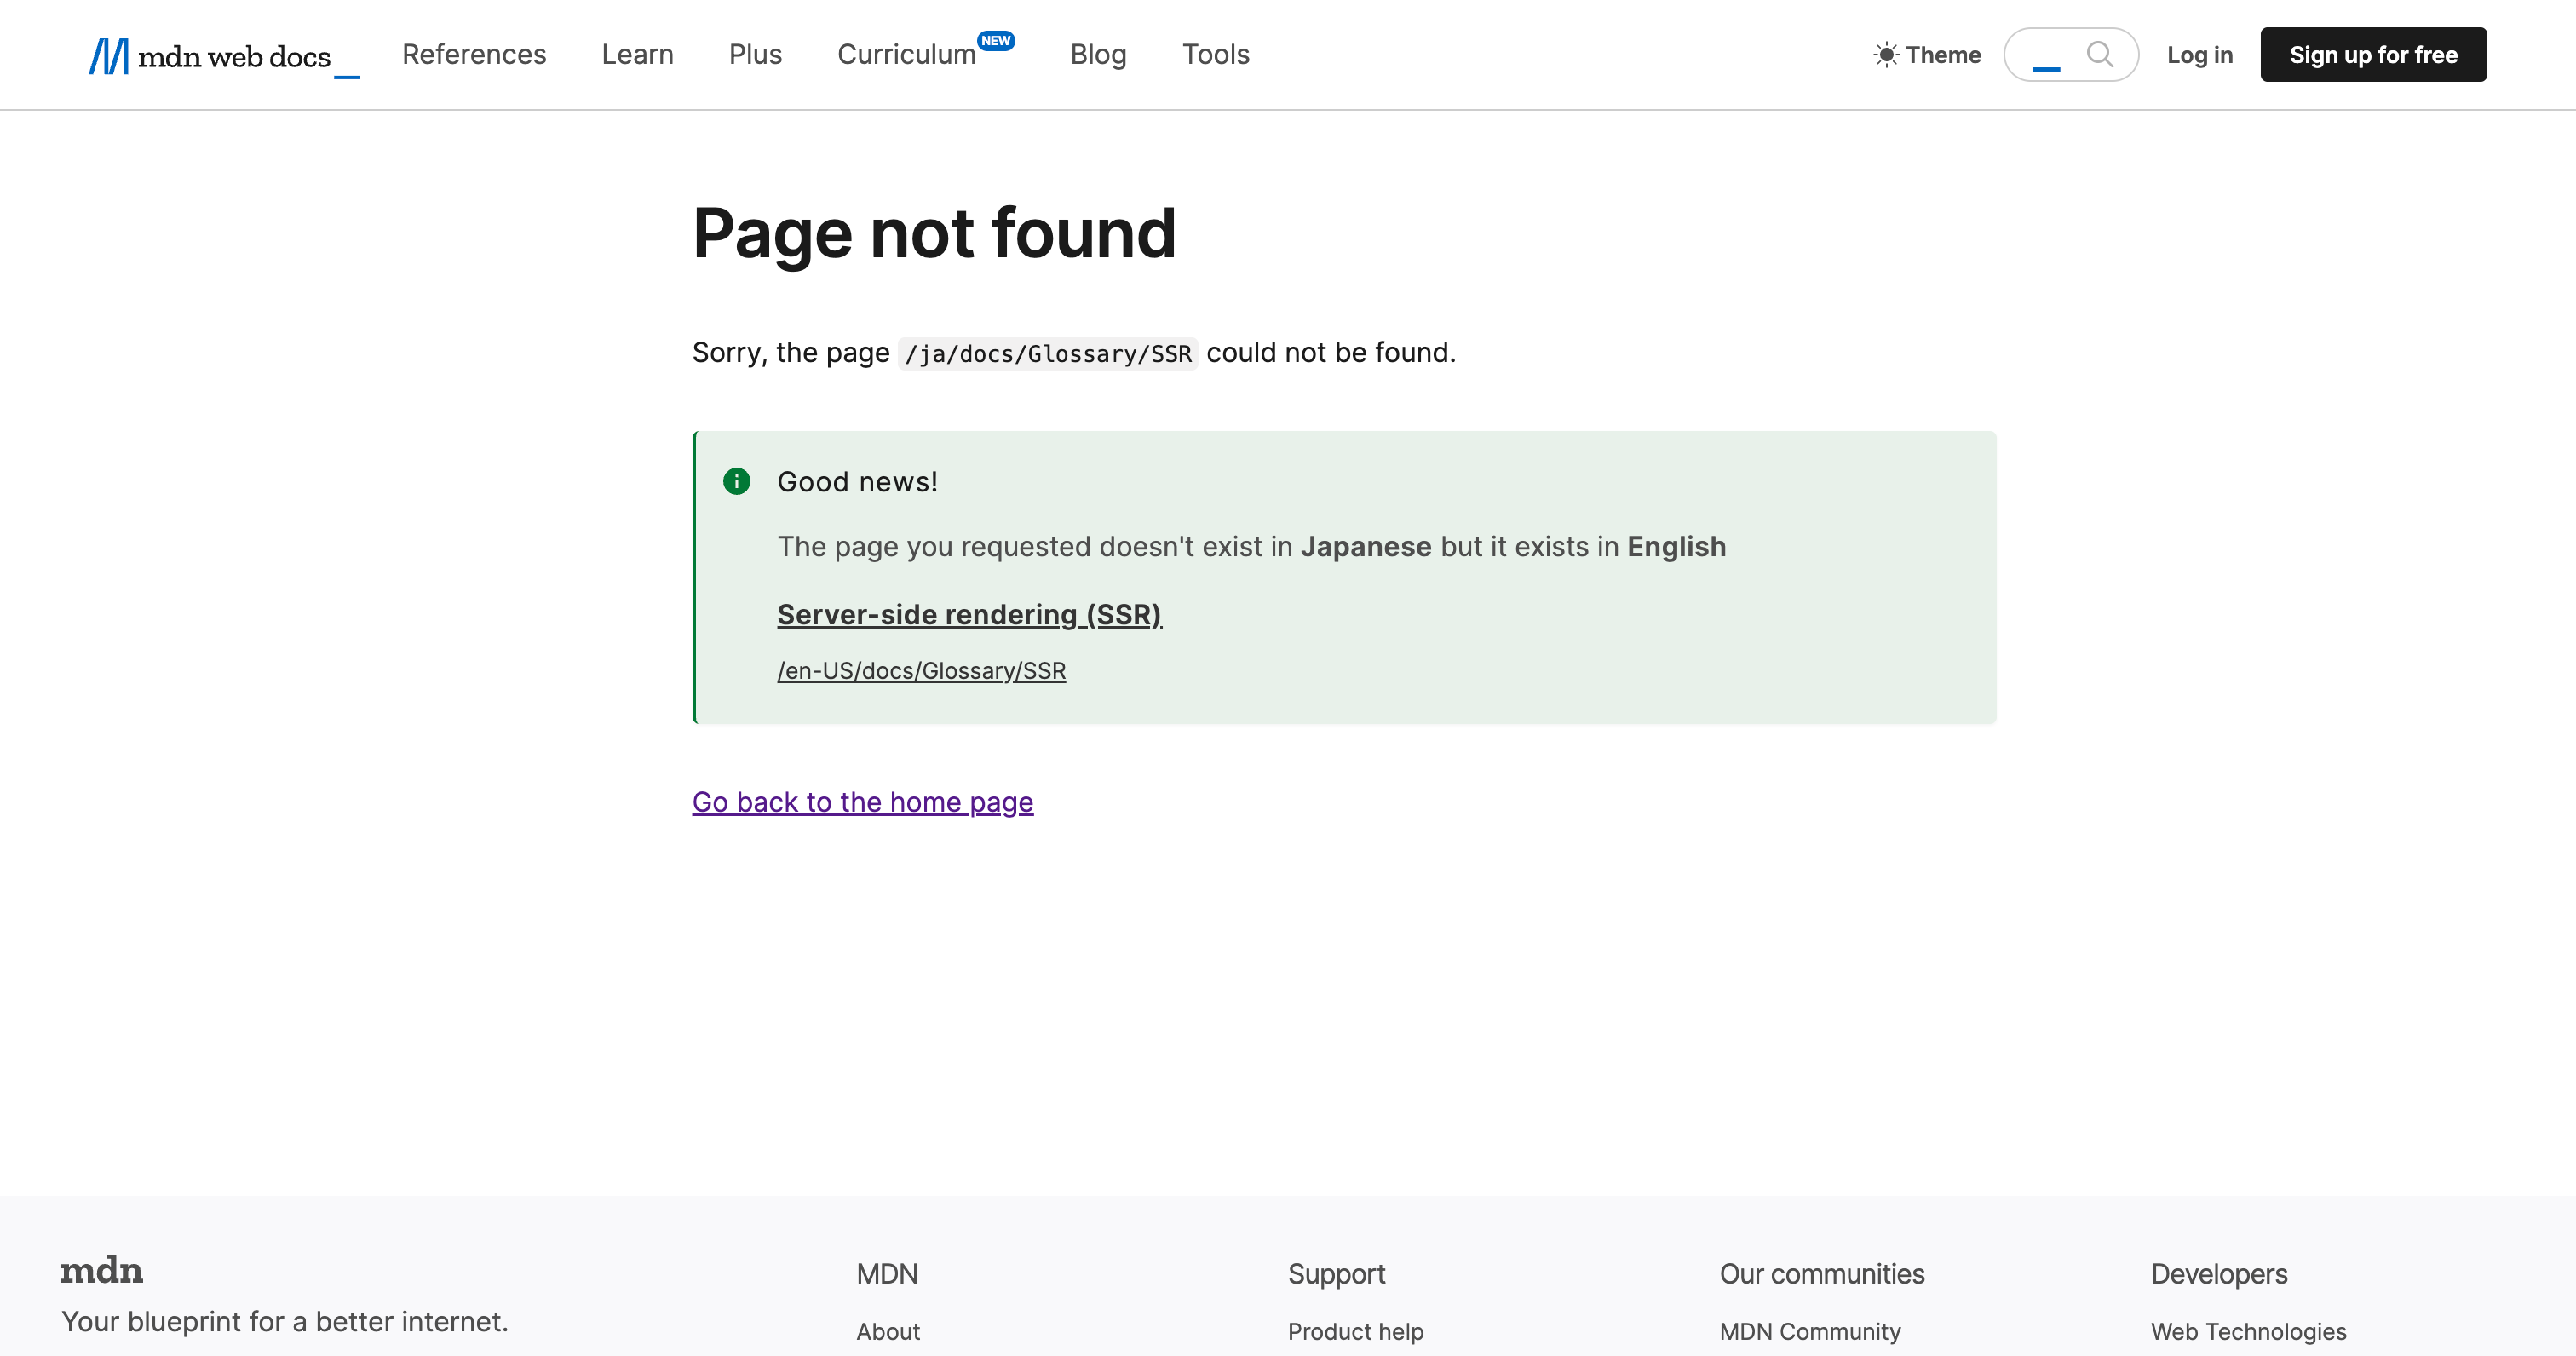 mdn web docs_ References Learn Plus Curriculum NEW Blog Tools Theme Log in Sign up for free
Page not found
Sorry, the page /ja/docs/Glossary/SSR could not be found.
Good news!
The page you requested doesn't exist in Japanese but it exists in English
Server-side rendering (SSR)
/en-US/docs/Glossary/SSR
Go back to the home page
mdn MDN Support Our communities Developers
Your blueprint for a better internet. About Product help MDN Community Web Technologies